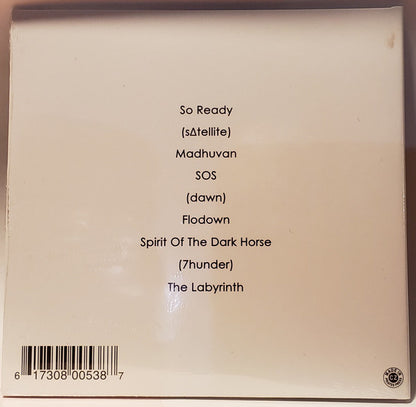 So Ready
(s∆tellite)
Madhuvan
SOS
(dawn)
Flodown
Spirit Of The Dark Horse
(7hunder)
The Labyrinth
6 17308 00538 7